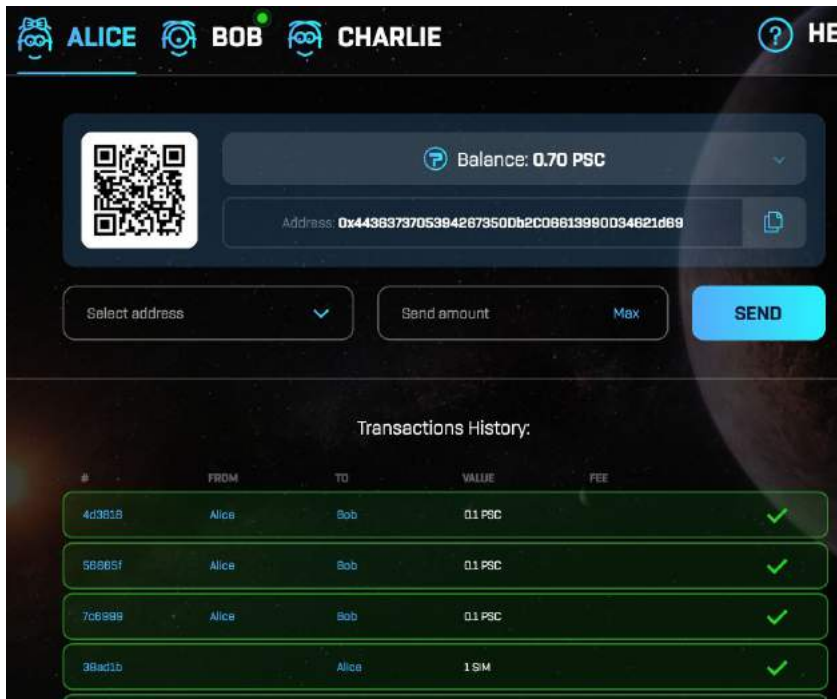 ALICE BOB CHARLIE HE
Balance: 0.70 PSC
Address: 0x4436373705394267350Db2C06613990D34621d69
Select address
Send amount Max
SEND
Transactions History:
# FROM TO VALUE FEE
4d3818 Alice Bob 0.1 PSC
56865f Alice Bob 0.1 PSC
7c6999 Alice Bob 0.1 PSC
38ad1b Alice 1 SIM